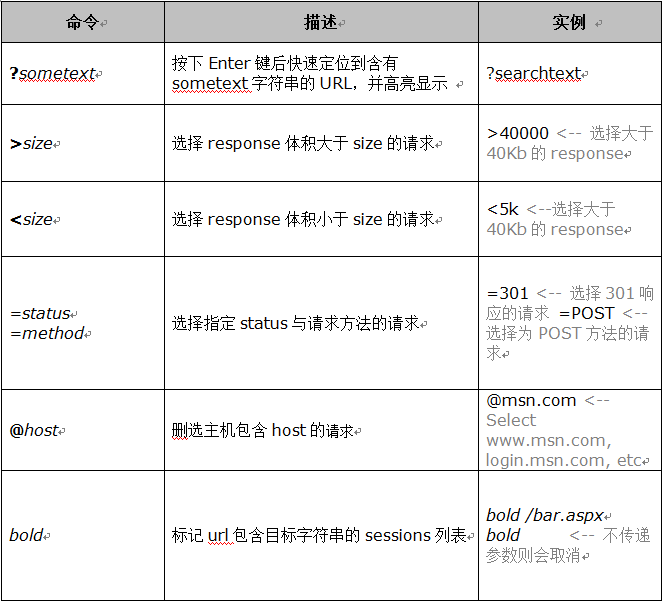 命令 描述 实例
?sometext
按下 Enter 键后快速定位到含有
sometext 字符串的 URL，并高亮显示
?searchtext
>size
选择 response 体积大于 size 的请求
>40000 <-- 选择大于
40Kb 的 response
<size
选择 response 体积小于 size 的请求
<5k <--选择大于
40Kb 的 response
=status
=method
选择指定 status 与请求方法的请求
=301 <-- 选择 301 响
应的请求 =POST <--
选择为 POST 方法的请
求
@host
删选主机包含 host 的请求
@msn.com <--
Select
www.msn.com,
login.msn.com, etc
bold
标记 url 包含目标字符串的 sessions 列表
bold /bar.aspx
bold <-- 不传递
参数则会取消